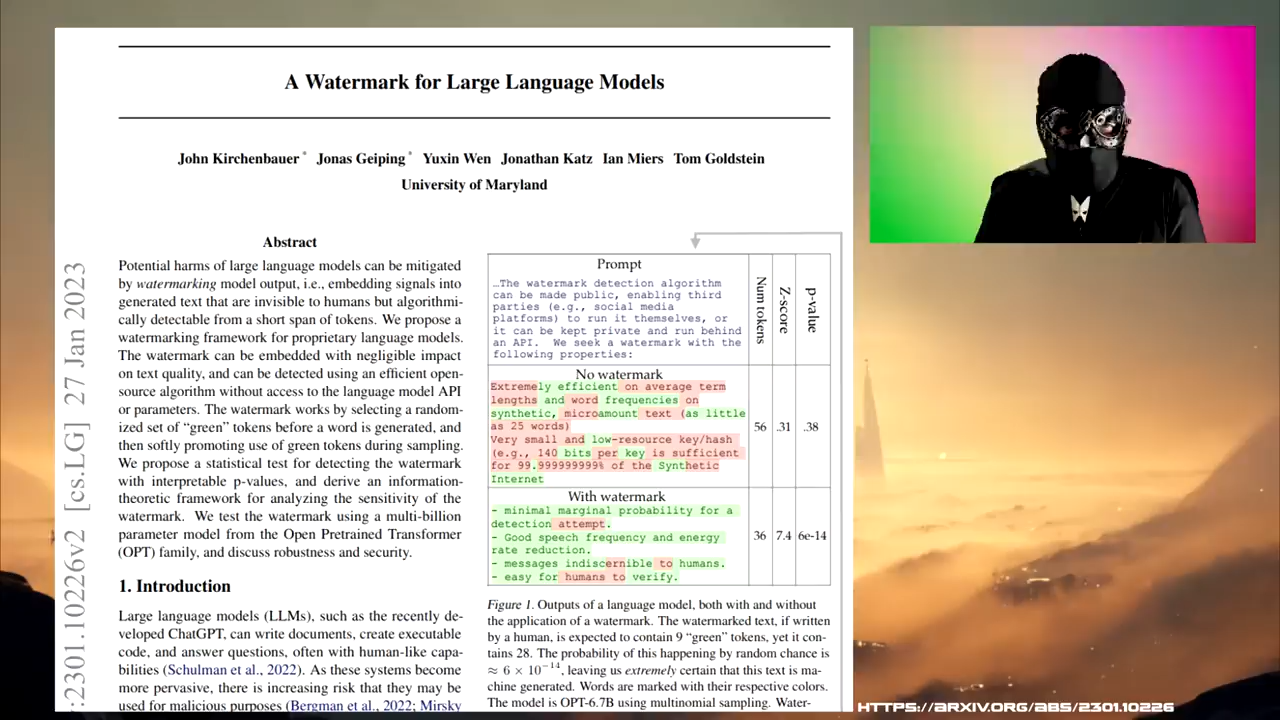 A Watermark for Large Language Models
John Kirchenbauer * Jonas Geiping * Yuxin Wen Jonathan Katz Ian Miers Tom Goldstein
University of Maryland
:2301.10226v2 [cs.LG] 27 Jan 2023
Abstract
Potential harms of large language models can be mitigated
by watermarking model output, i.e., embedding signals into
generated text that are invisible to humans but algorithmi-
cally detectable from a short span of tokens. We propose a
watermarking framework for proprietary language models.
The watermark can be embedded with negligible impact
on text quality, and can be detected using an efficient open-
source algorithm without access to the language model API
or parameters. The watermark works by selecting a random-
ized set of “green” tokens before a word is generated, and
then softly promoting use of green tokens during sampling.
We propose a statistical test for detecting the watermark
with interpretable p-values, and derive an information-
theoretic framework for analyzing the sensitivity of the
watermark. We test the watermark using a multi-billion
parameter model from the Open Pretrained Transformer
(OPT) family, and discuss robustness and security.
1. Introduction
Large language models (LLMs), such as the recently de-
veloped ChatGPT, can write documents, create executable
code, and answer questions, often with human-like capa-
bilities (Schulman et al., 2022). As these systems become
more pervasive, there is increasing risk that they may be
used for malicious purposes (Bergman et al., 2022; Mirsky
Prompt
Num tokens
Z-score
p-value
…The watermark detection algorithm
can be made public, enabling third
parties (e.g., social media
platforms) to run it themselves, or
it can be kept private and run behind
an API. We seek a watermark with the
following properties:
No watermark
Extremely efficient on average term
lengths and word frequencies on
synthetic, microamount text (as little
as 25 words)
Very small and low-resource key/hash
(e.g., 140 bits per key is sufficient
for 99.999999999% of the Synthetic
Internet
56 .31 .38
With watermark
- minimal marginal probability for a
detection attempt.
- Good speech frequency and energy
rate reduction.
- messages indiscernible to humans.
- easy for humans to verify.
36 7.4 6e-14
Figure 1. Outputs of a language model, both with and without
the application of a watermark. The watermarked text, if written
by a human, is expected to contain 9 “green” tokens, yet it con-
tains 28. The probability of this happening by random chance is
≈ 6 × 10⁻¹⁴, leaving us extremely certain that this text is ma-
chine generated. Words are marked with their respective colors.
The model is OPT-6.7B using multinomial sampling. Water-
HTTPS://ARXIV.ORG/ABS/2301.10226